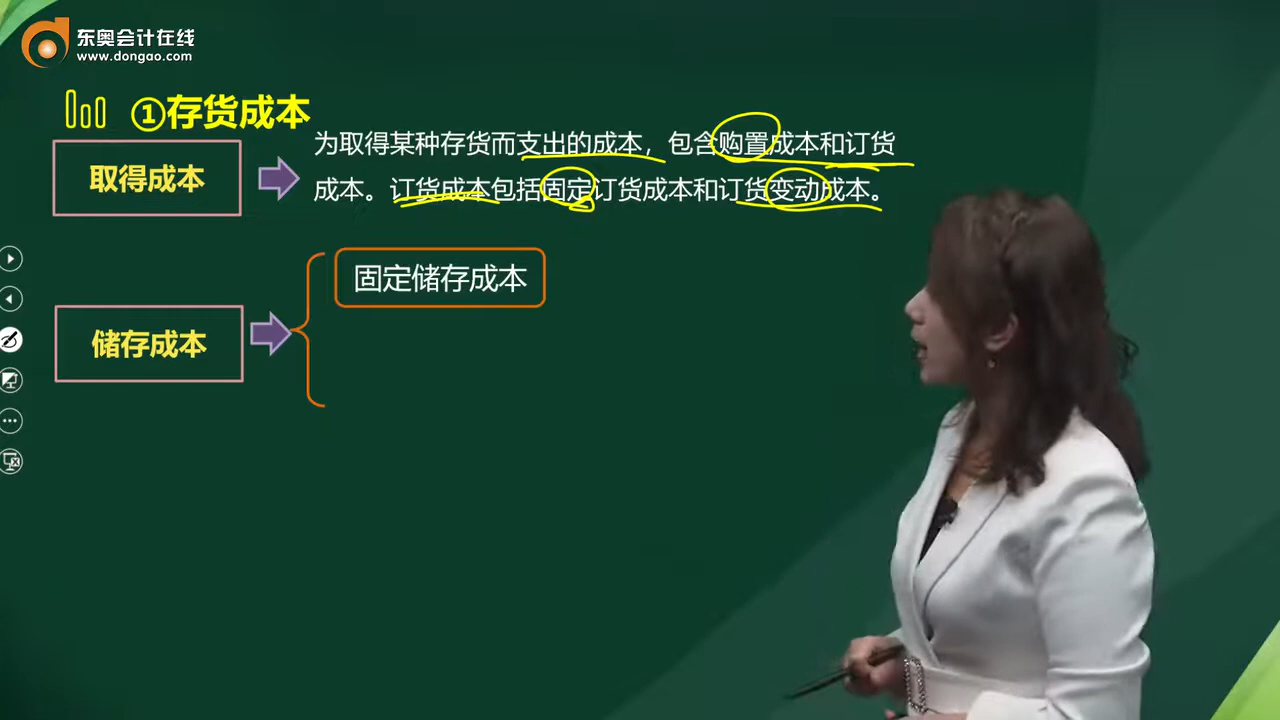 东奥会计在线
www.dongao.com
①存货成本
取得成本
为取得某种存货而支出的成本，包含购置成本和订货
成本。订货成本包括固定订货成本和订货变动成本。
固定储存成本
储存成本